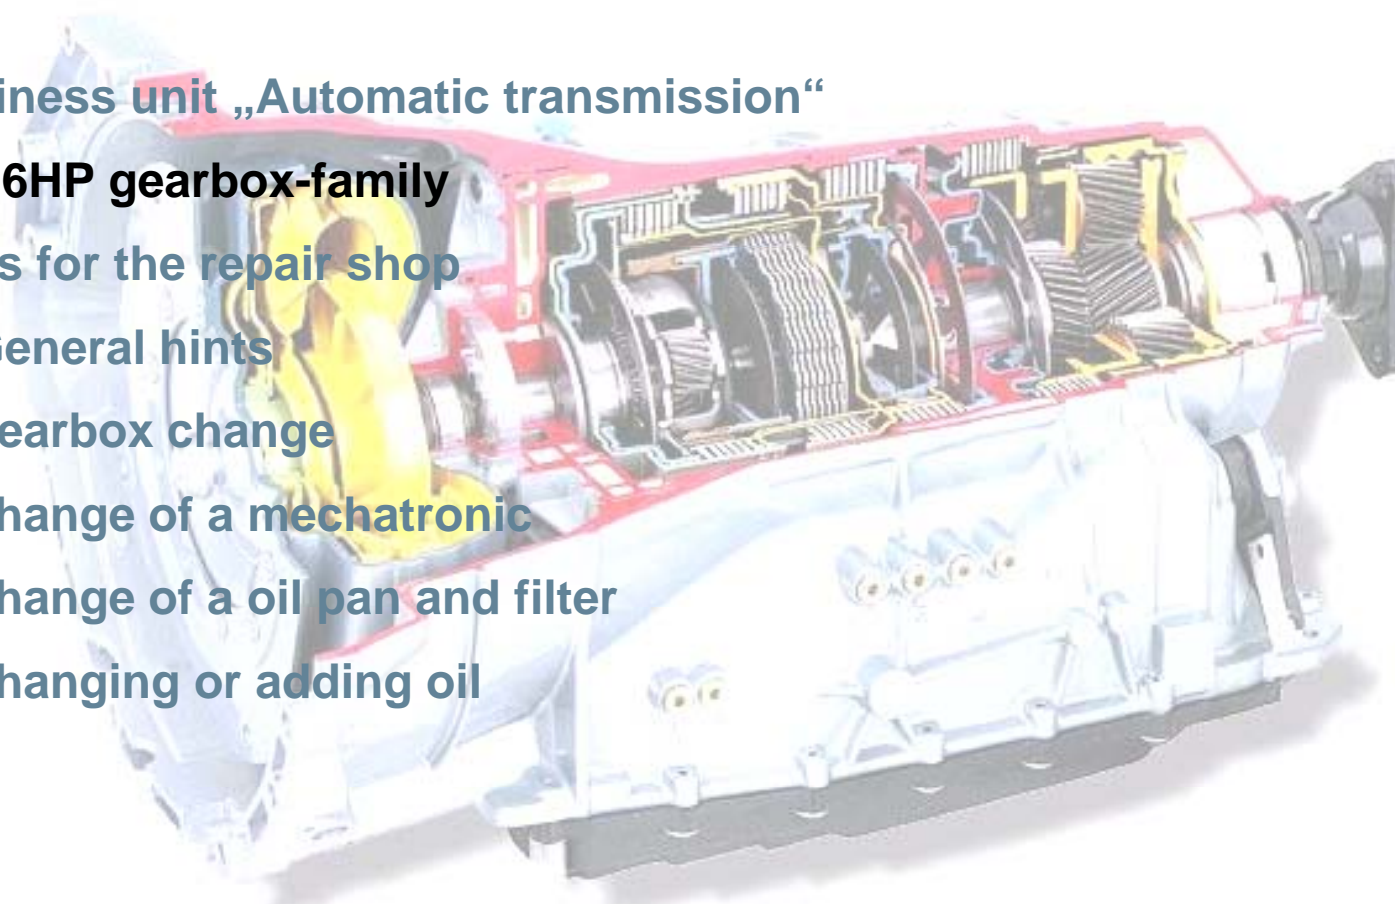 iness unit „Automatic transmission“
6HP gearbox-family
s for the repair shop
eneral hints
earbox change
hange of a mechatronic
hange of a oil pan and filter
hanging or adding oil